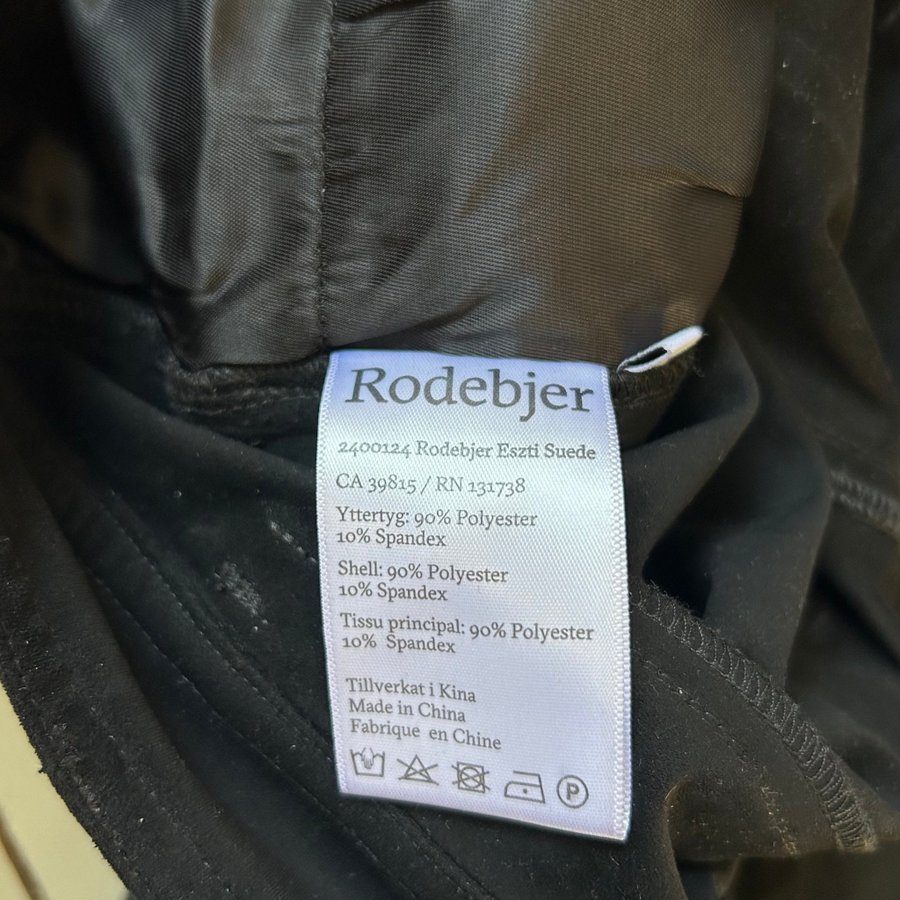 Rodebjer
2400124 Rodebjer Eszti Suede
CA 39815 / RN 131738
Yttertyg: 90% Polyester
10% Spandex
Shell: 90% Polyester
10% Spandex
Tissu principal: 90% Polyester
10% Spandex
Tillverkat i Kina
Made in China
Fabrique en Chine
P